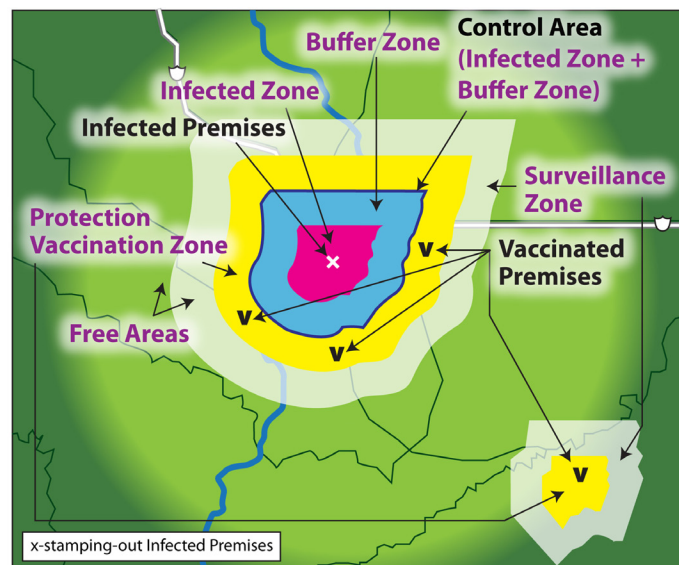 Buffer Zone
Control Area
(Infected Zone +
Buffer Zone)
Infected Zone
Infected Premises
Surveillance
Zone
Protection
Vaccination Zone
x
v
Vaccinated
Premises
v
v
Free Areas
v
x-stamping-out Infected Premises